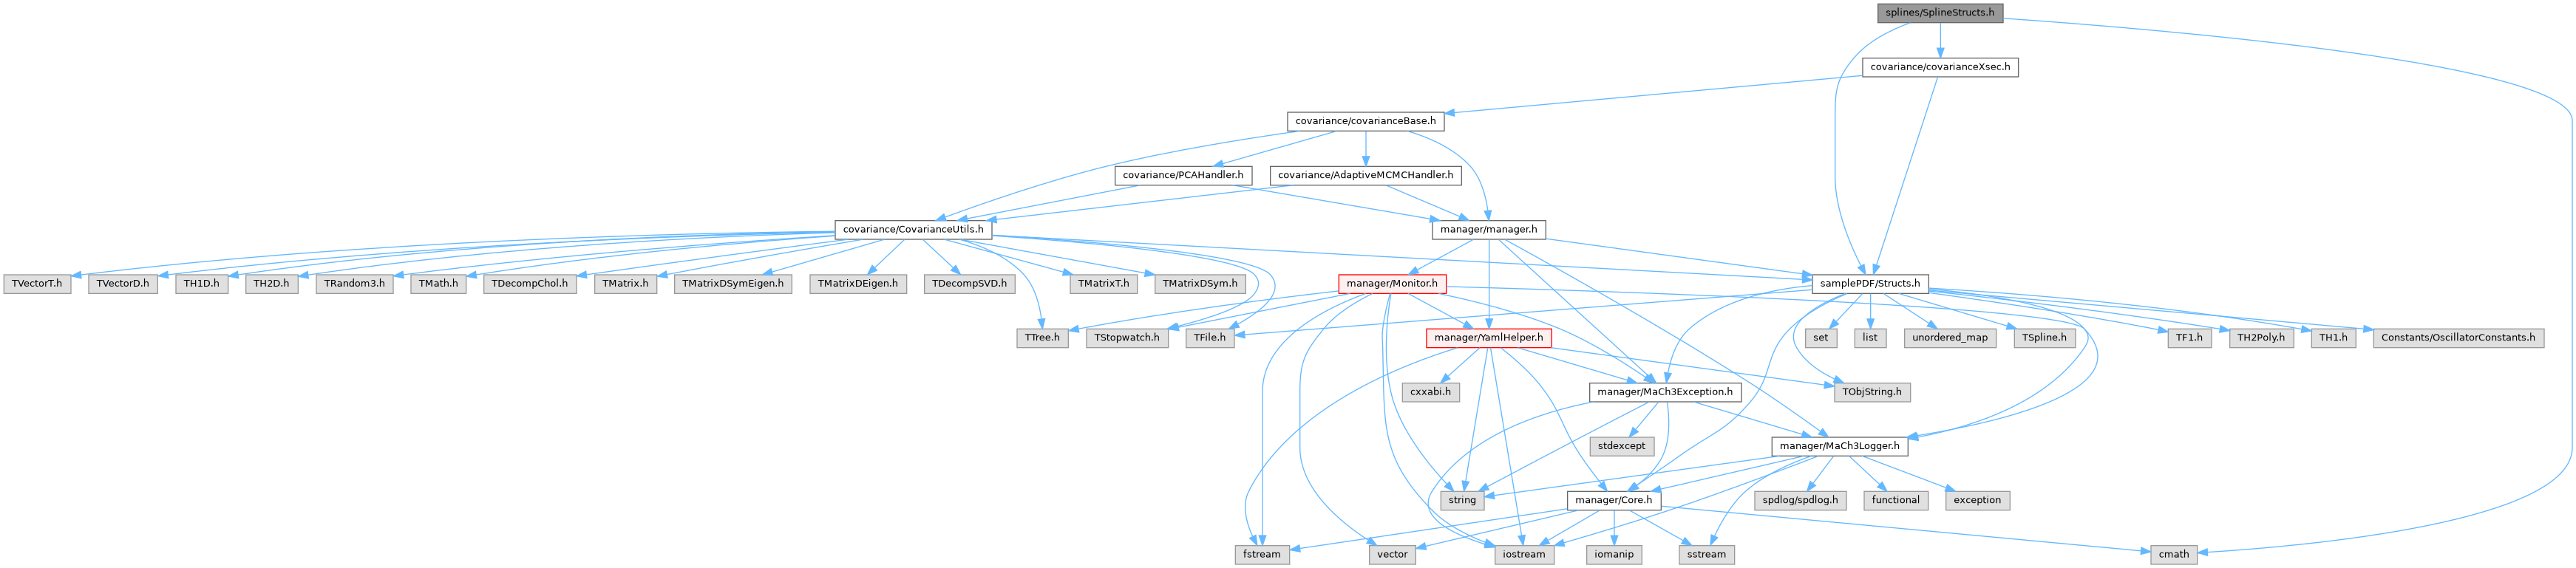 splines/SplineStructs.h
covariance/covarianceXsec.h
covariance/covarianceBase.h
covariance/PCAHandler.h
covariance/AdaptiveMCMCHandler.h
covariance/CovarianceUtils.h
manager/manager.h
TVectorT.h
TVectorD.h
TH1D.h
TH2D.h
TRandom3.h
TMath.h
TDecompChol.h
TMatrix.h
TMatrixDSymEigen.h
TMatrixDEigen.h
TDecompSVD.h
TMatrixT.h
TMatrixDSym.h
manager/Monitor.h
samplePDF/Structs.h
TTree.h
TStopwatch.h
TFile.h
manager/YamlHelper.h
set
list
unordered_map
TSpline.h
TF1.h
TH2Poly.h
TH1.h
Constants/OscillatorConstants.h
cxxabi.h
manager/MaCh3Exception.h
TObjString.h
stdexcept
manager/MaCh3Logger.h
string
manager/Core.h
spdlog/spdlog.h
functional
exception
fstream
vector
iostream
iomanip
sstream
cmath